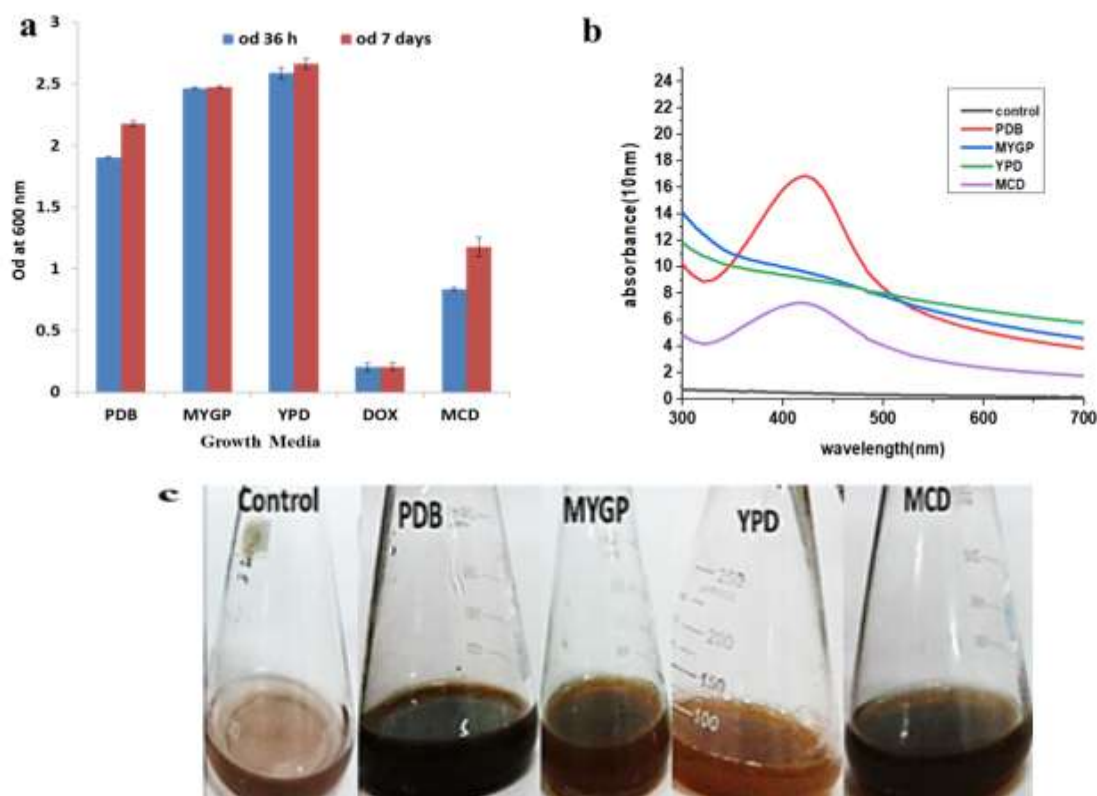 a
od 36 h od 7 days
3
2.5
2
1.5
1
0.5
0
Od at 600 nm
PDB MYGP YPD DOX MCD
Growth Media
b
24
22
20
18
16
14
12
10
8
6
4
2
0
absorbance(10nm)
control
PDB
MYGP
YPD
MCD
300 400 500 600 700
wavelength(nm)
c
Control PDB MYGP YPD MCD
250
200
150
100